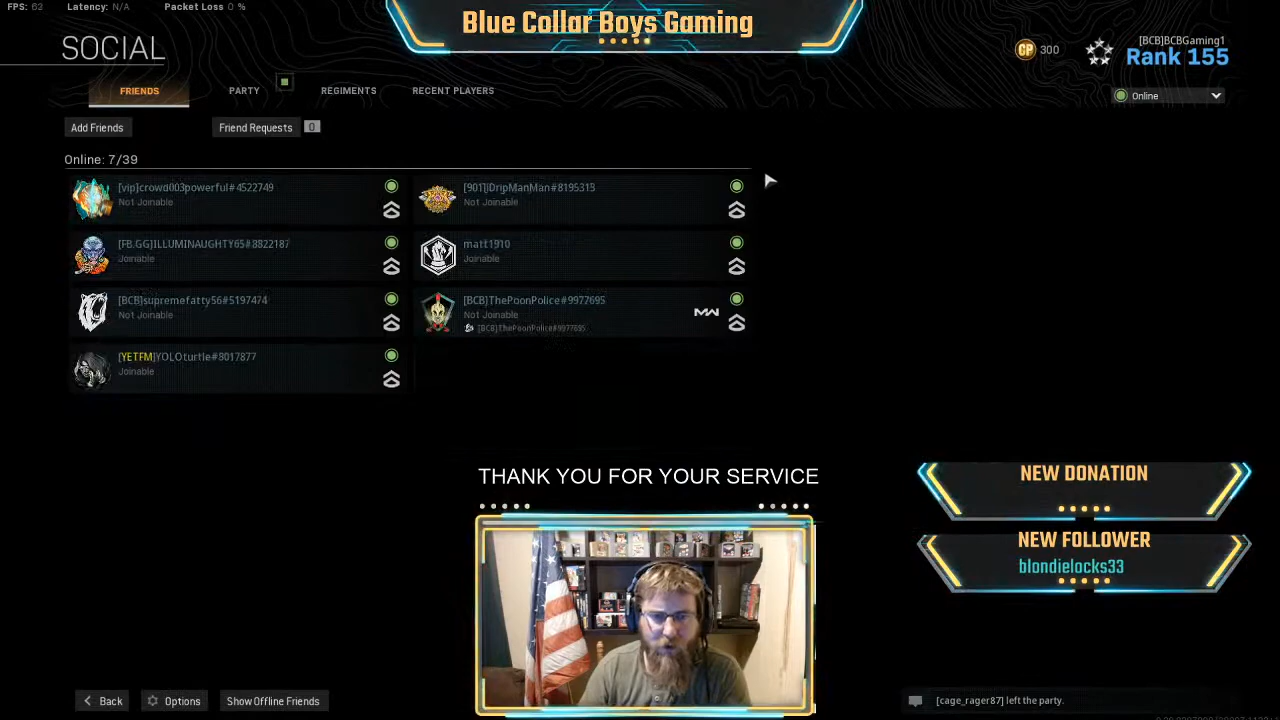 FPS: 62 Latency: N/A Packet Loss 0 %
Blue Collar Boys Gaming
SOCIAL
CP 300
[BCB]BCBGaming1
Rank 155
FRIENDS PARTY REGIMENTS RECENT PLAYERS
Online
Add Friends Friend Requests 0
Online: 7/39
[vip]crowd003powerful#4522749
Not Joinable
[901]iDripManMan#8195315
Not Joinable
[FB.GG]ILLUMINAUGHTY65#8822187
Joinable
matt1910
Joinable
[BCB]supremefatty56#5197474
Not Joinable
[BCB]ThePoonPolice#9977695
Not Joinable
[BCB]ThePoonPolice#9977695
MW
[YETFM]YOLOturtle#8017877
Joinable
THANK YOU FOR YOUR SERVICE
NEW DONATION
NEW FOLLOWER
blondielocks33
Back Options Show Offline Friends
[cage_rager87] left the party.